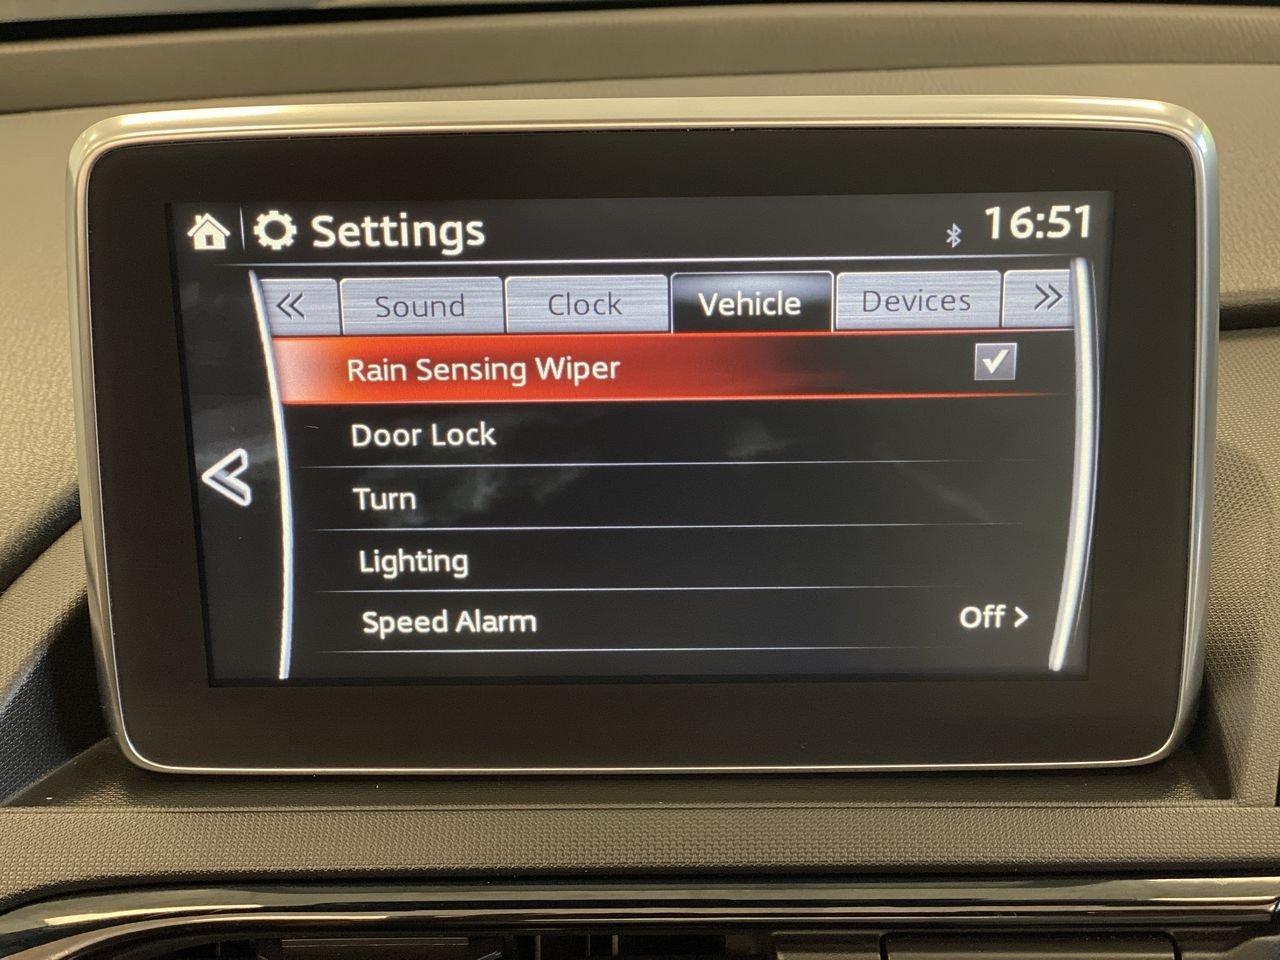 Settings 16:51
Sound Clock Vehicle Devices
Rain Sensing Wiper
Door Lock
Turn
Lighting
Speed Alarm Off >